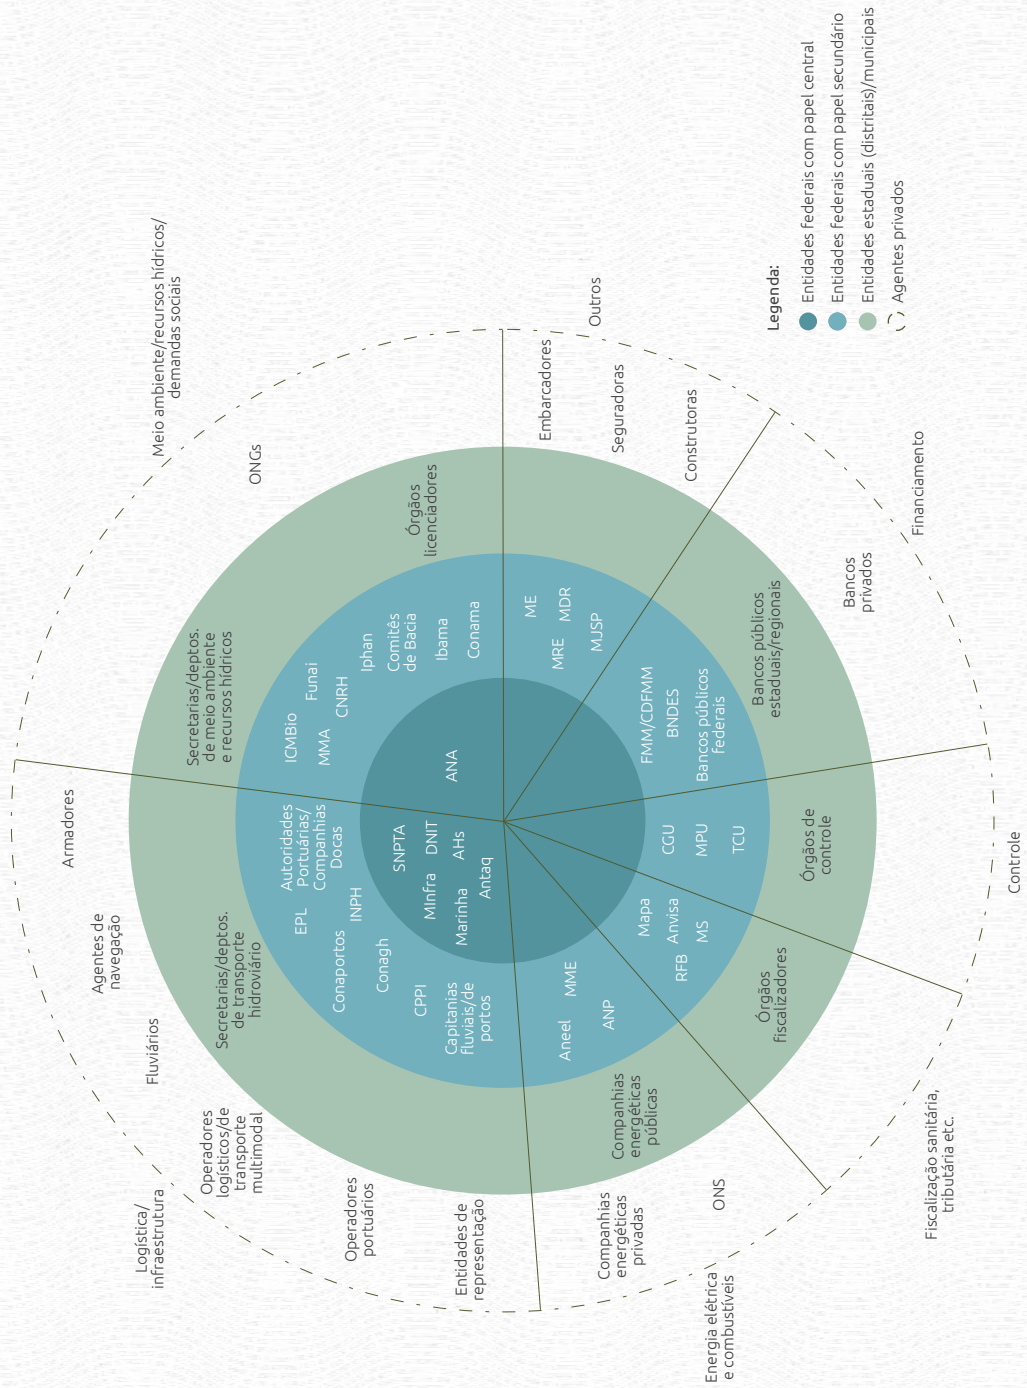 Meio ambiente/recursos hídricos/
demandas sociais
ONGs
Secretarias/deptos.
de meio ambiente
e recursos hídricos
Órgãos
licenciadores
ICMBio
Funai
MMA
CNRH
Iphan
Comitês
de Bacia
Ibama
Conama
ANA
Outros
Embarcadores
Seguradoras
Construtoras
ME
MDR
MRE
MJSP
Financiamento
Bancos
privados
Bancos públicos
estaduais/regionais
FMM/CDFMM
BNDES
Bancos públicos
federais
Controle
Órgãos de
controle
CGU
MPU
TCU
Fiscalização sanitária,
tributária etc.
Órgãos
fiscalizadores
Mapa
Anvisa
MS
RFB
Energia elétrica
e combustíveis
ONS
Companhias
energéticas
privadas
Companhias
energéticas
públicas
MME
Aneel
ANP
Logística/
infraestrutura
Armadores
Agentes de
navegação
Fluviários
Operadores
logísticos/de
transporte
multimodal
Operadores
portuários
Entidades de
representação
Secretarias/deptos.
de transporte
hidroviário
Autoridades
Portuárias/
Companhias
Docas
EPL
INPH
Conaportos
Conagh
CPPI
Capitanias
fluviais/de
portos
SNPTA
DNIT
AHs
MInfra
Antaq
Marinha
Legenda:
Entidades federais com papel central
Entidades federais com papel secundário
Entidades estaduais (distritais)/municipais
Agentes privados